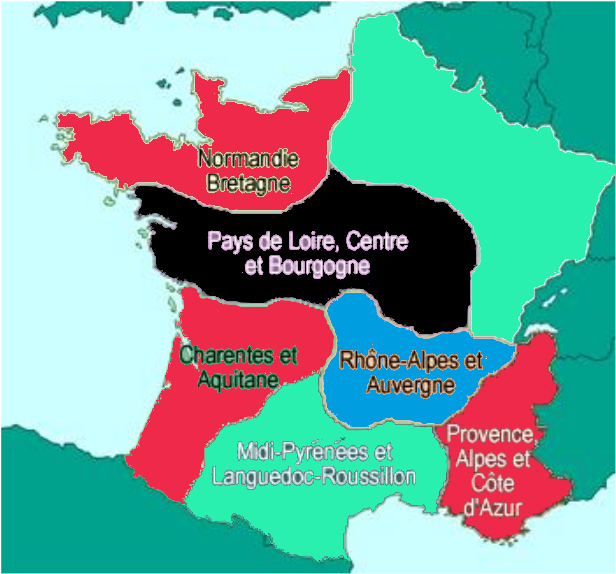 Normandie
Bretagne
Pays de Loire, Centre
et Bourgogne
Charentes et
Aquitane
Rhône-Alpes et
Auvergne
Midi-Pyrénées et
Languedoc-Roussillon
Provence,
Alpes et
Côte
d'Azur